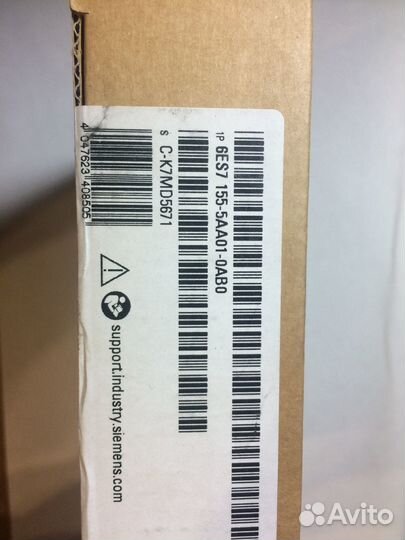 1P 6ES7 155-5AA01-0AB0
S C-K7MD5671
4 047623 408505
support.industry.siemens.com
Avito